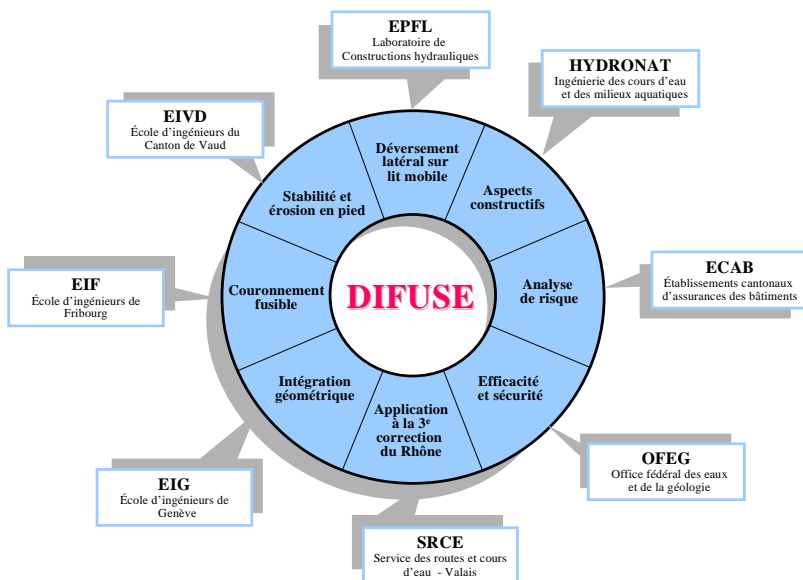 EPFL
Laboratoire de
Constructions hydrauliques
HYDRONAT
Ingénierie des cours d'eau
et des milieux aquatiques
EIVD
École d'ingénieurs du
Canton de Vaud
Déversement
latéral sur
lit mobile
Stabilité et
érosion en pied
Aspects
constructifs
EIF
École d'ingénieurs de
Fribourg
Couronnement
fusible
DIFUSE
Analyse
de risque
ECAB
Établissements cantonaux
d'assurances des bâtiments
Intégration
géométrique
Application
à la 3e
correction
du Rhône
Efficacité
et sécurité
EIG
École d'ingénieurs de
Genève
OFEG
Office fédéral des eaux
et de la géologie
SRCE
Service des routes et cours
d'eau - Valais